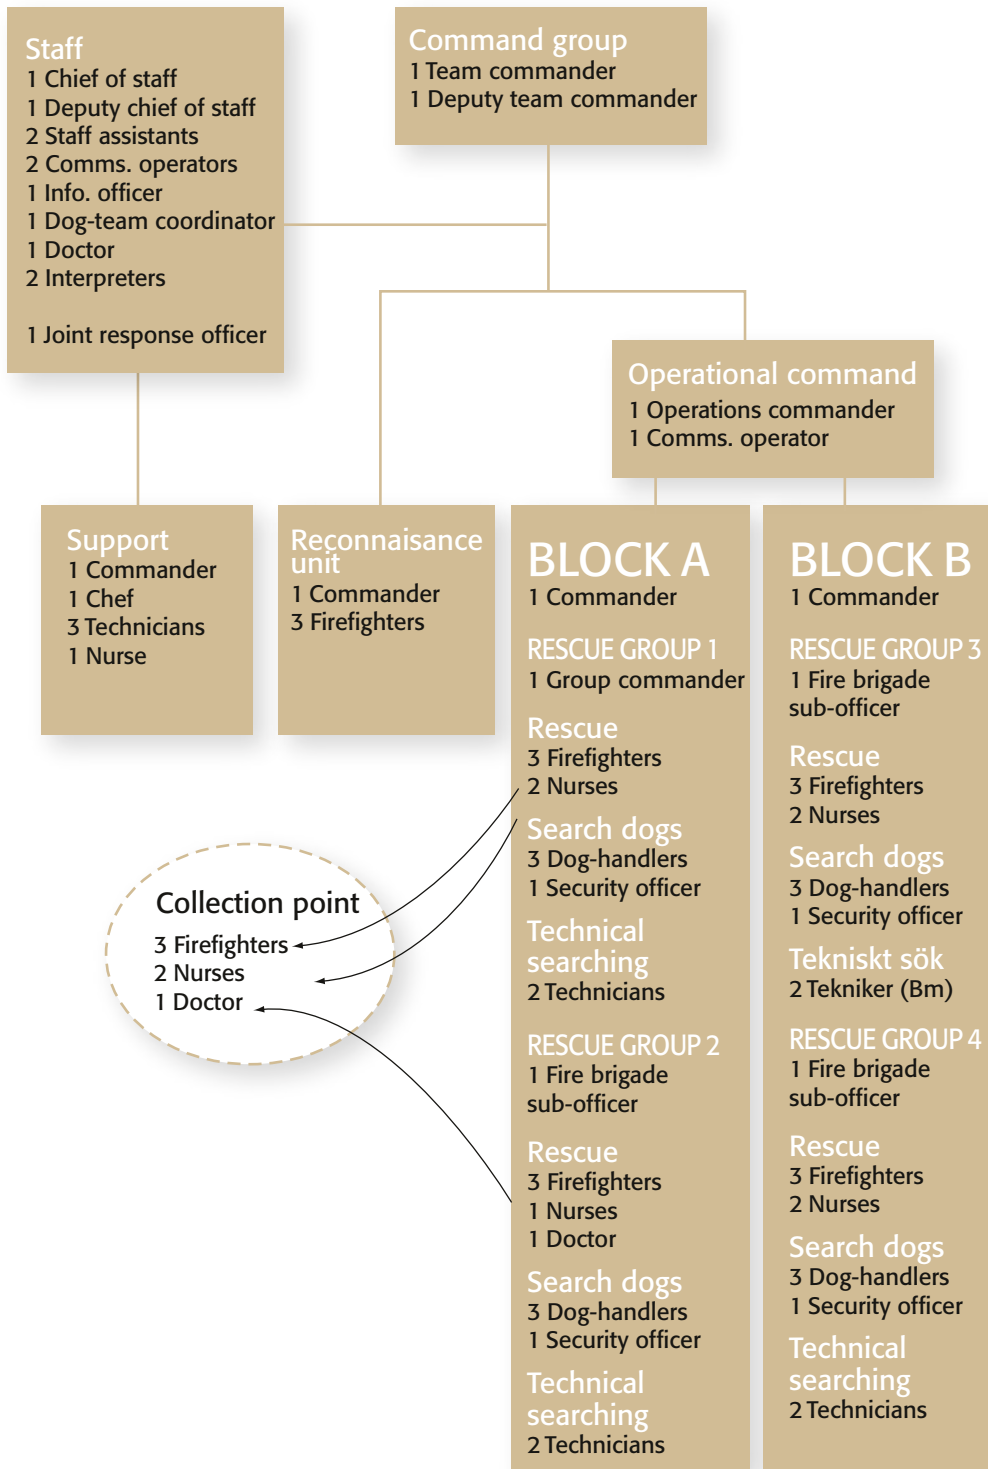 Staff
1 Chief of staff
1 Deputy chief of staff
2 Staff assistants
2 Comms. operators
1 Info. officer
1 Dog-team coordinator
1 Doctor
2 Interpreters
1 Joint response officer
Command group
1 Team commander
1 Deputy team commander
Operational command
1 Operations commander
1 Comms. operator
Support
1 Commander
1 Chef
3 Technicians
1 Nurse
Reconnaisance
unit
1 Commander
3 Firefighters
BLOCK A
1 Commander
RESCUE GROUP 1
1 Group commander
Rescue
3 Firefighters
2 Nurses
Search dogs
3 Dog-handlers
1 Security officer
Technical
searching
2 Technicians
RESCUE GROUP 2
1 Fire brigade
sub-officer
Rescue
3 Firefighters
1 Nurses
1 Doctor
Search dogs
3 Dog-handlers
1 Security officer
Technical
searching
2 Technicians
BLOCK B
1 Commander
RESCUE GROUP 3
1 Fire brigade
sub-officer
Rescue
3 Firefighters
2 Nurses
Search dogs
3 Dog-handlers
1 Security officer
Tekniskt sök
2 Tekniker (Bm)
RESCUE GROUP 4
1 Fire brigade
sub-officer
Rescue
3 Firefighters
2 Nurses
Search dogs
3 Dog-handlers
1 Security officer
Technical
searching
2 Technicians
Collection point
3 Firefighters
2 Nurses
1 Doctor